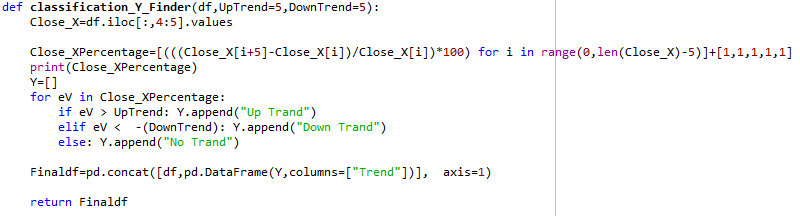 def classification_Y_Finder(df,UpTrend=5,DownTrend=5):
Close_X=df.iloc[:,4:5].values
Close_XPercentage=[(((Close_X[i+5]-Close_X[i])/Close_X[i])*100) for i in range(0,len(Close_X)-5)]+[1,1,1,1,1]
print(Close_XPercentage)
Y=[]
for eV in Close_XPercentage:
if eV > UpTrend: Y.append("Up Trand")
elif eV <  -(DownTrend): Y.append("Down Trand")
else: Y.append("No Trand")
Finaldf=pd.concat([df,pd.DataFrame(Y,columns=["Trend"])],  axis=1)
return Finaldf